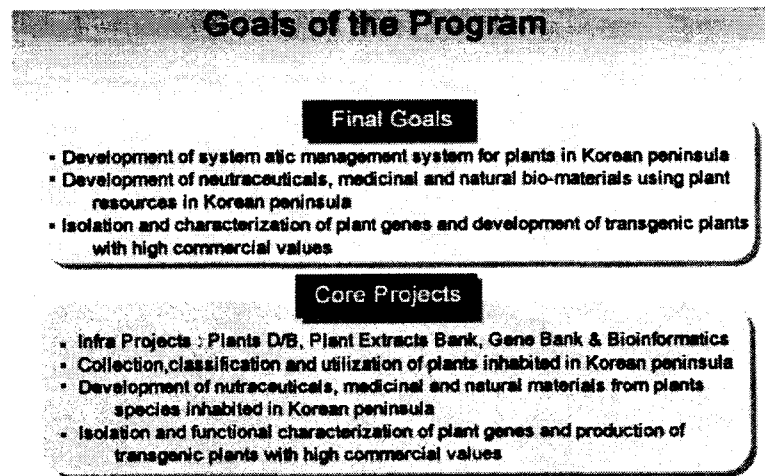 Goals of the Program
Final Goals
• Development of system atic management system for plants in Korean peninsula
• Development of neutraceuticals, medicinal and natural bio-materials using plant
resources in Korean peninsula
• Isolation and characterization of plant genes and development of transgenic plants
with high commercial values
Core Projects
• Infra Projects : Plants D/B, Plant Extracts Bank, Gene Bank & Bioinformatics
• Collection,classification and utilization of plants inhabited in Korean peninsula
• Development of nutraceuticals, medicinal and natural materials from plants
species inhabited in Korean peninsula
• Isolation and functional characterization of plant genes and production of
transgenic plants with high commercial values